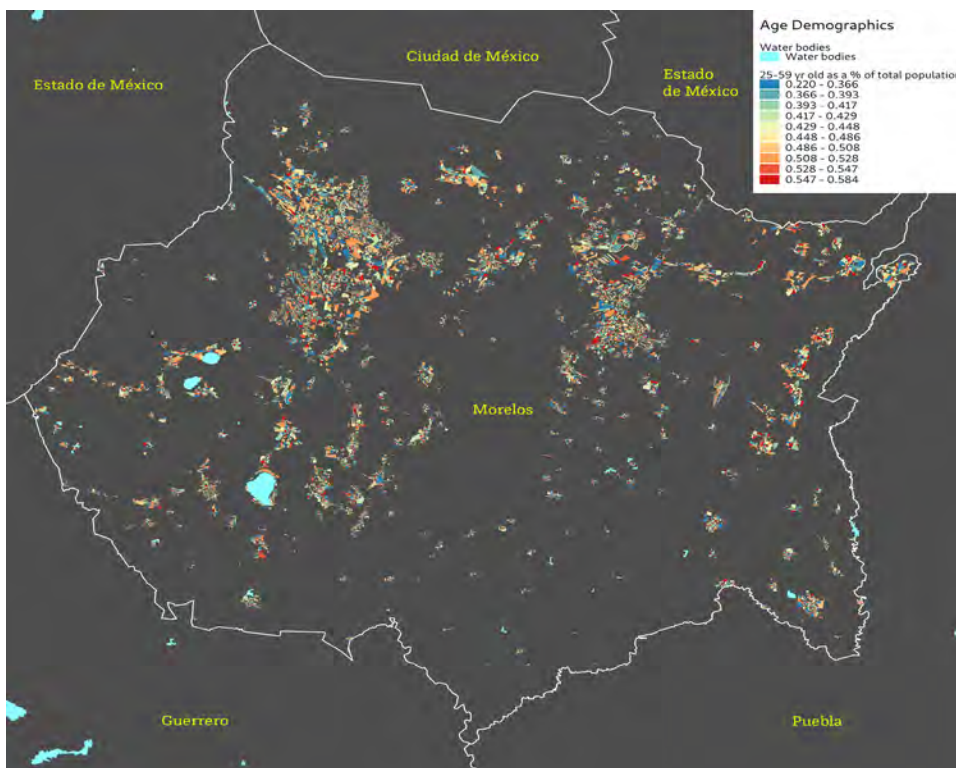 Age Demographics
Water bodies
Water bodies
25-59 yr old as a % of total population
0.220 - 0.366
0.366 - 0.393
0.393 - 0.417
0.417 - 0.429
0.429 - 0.448
0.448 - 0.486
0.486 - 0.508
0.508 - 0.528
0.528 - 0.547
0.547 - 0.584
Ciudad de México
Estado de México
Estado
de México
Morelos
Guerrero
Puebla